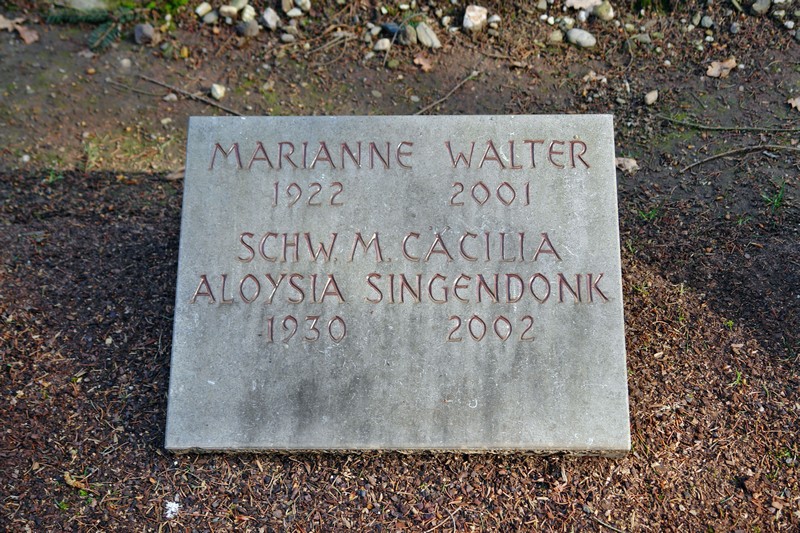 MARIANNE WALTER
1922 2001
SCHW. M. CÄCILIA
ALOYSIA SINGENDONK
1930 2002